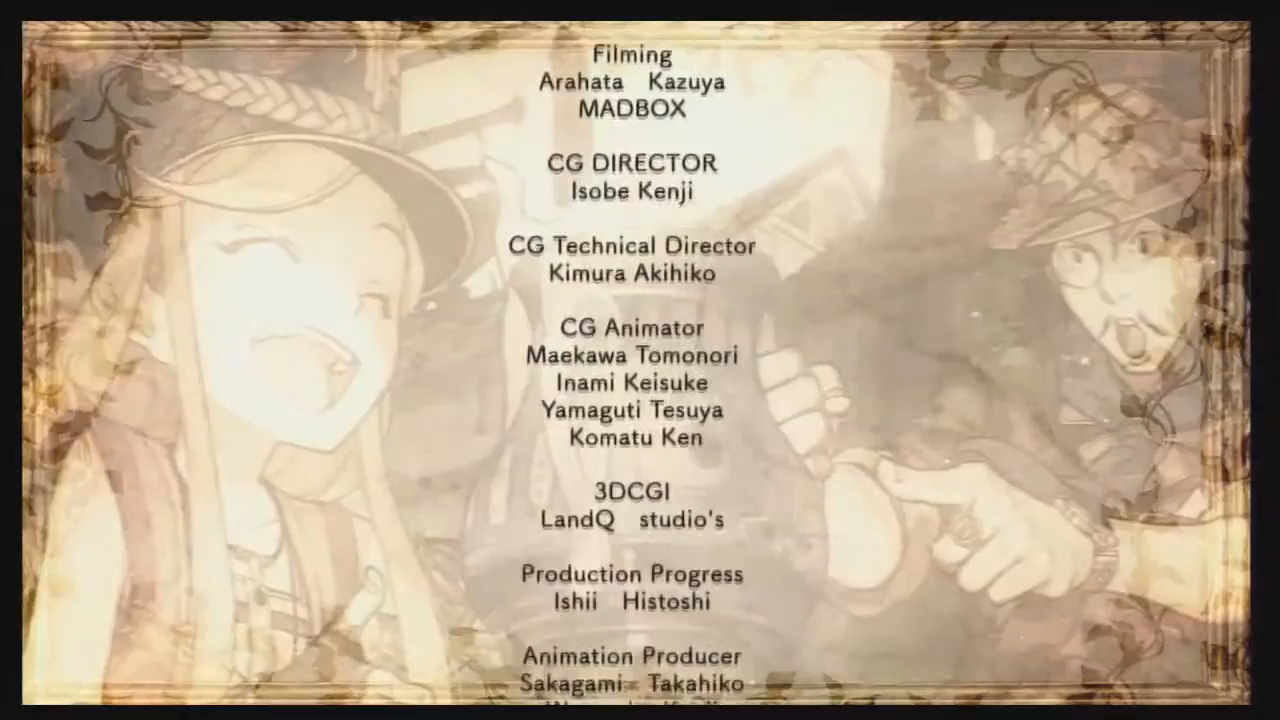 Filming
Arahata Kazuya
MADBOX
CG DIRECTOR
Isobe Kenji
CG Technical Director
Kimura Akihiko
CG Animator
Maekawa Tomonori
Inami Keisuke
Yamaguti Tesuya
Komatu Ken
3DCGI
LandQ studio's
Production Progress
Ishii Histoshi
Animation Producer
Sakagami Takahiko